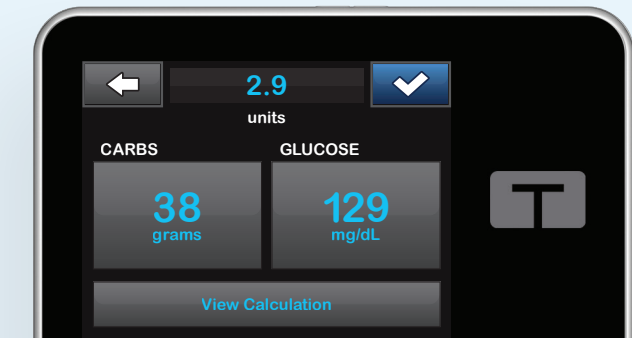 2.9
units
CARBS
GLUCOSE
38
grams
129
mg/dL
View Calculation